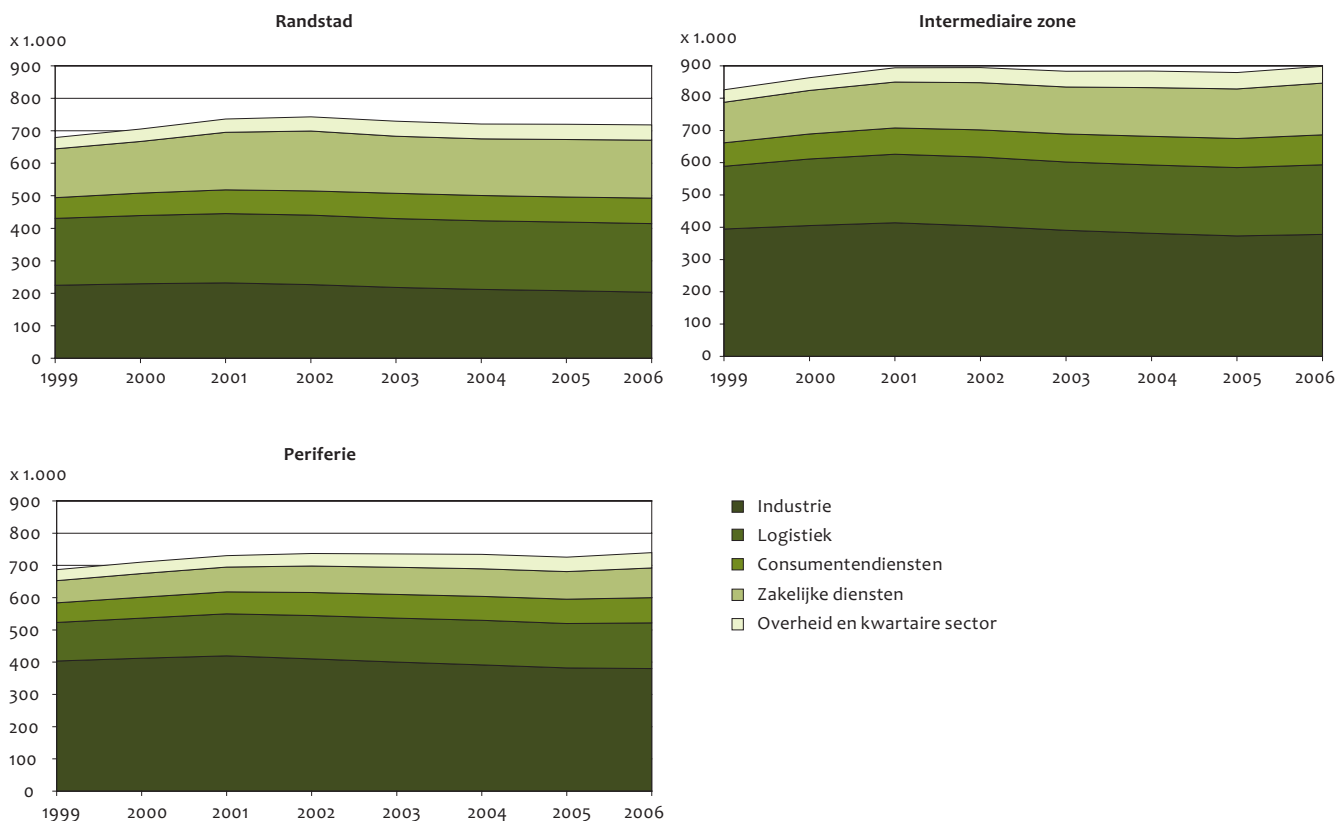 Randstad
x 1.000
900
800
700
600
500
400
300
200
100
0
1999 2000 2001 2002 2003 2004 2005 2006
Intermediaire zone
x 1.000
900
800
700
600
500
400
300
200
100
0
1999 2000 2001 2002 2003 2004 2005 2006
Periferie
x 1.000
900
800
700
600
500
400
300
200
100
0
1999 2000 2001 2002 2003 2004 2005 2006
Industrie
Logistiek
Consumentendiensten
Zakelijke diensten
Overheid en kwartaire sector